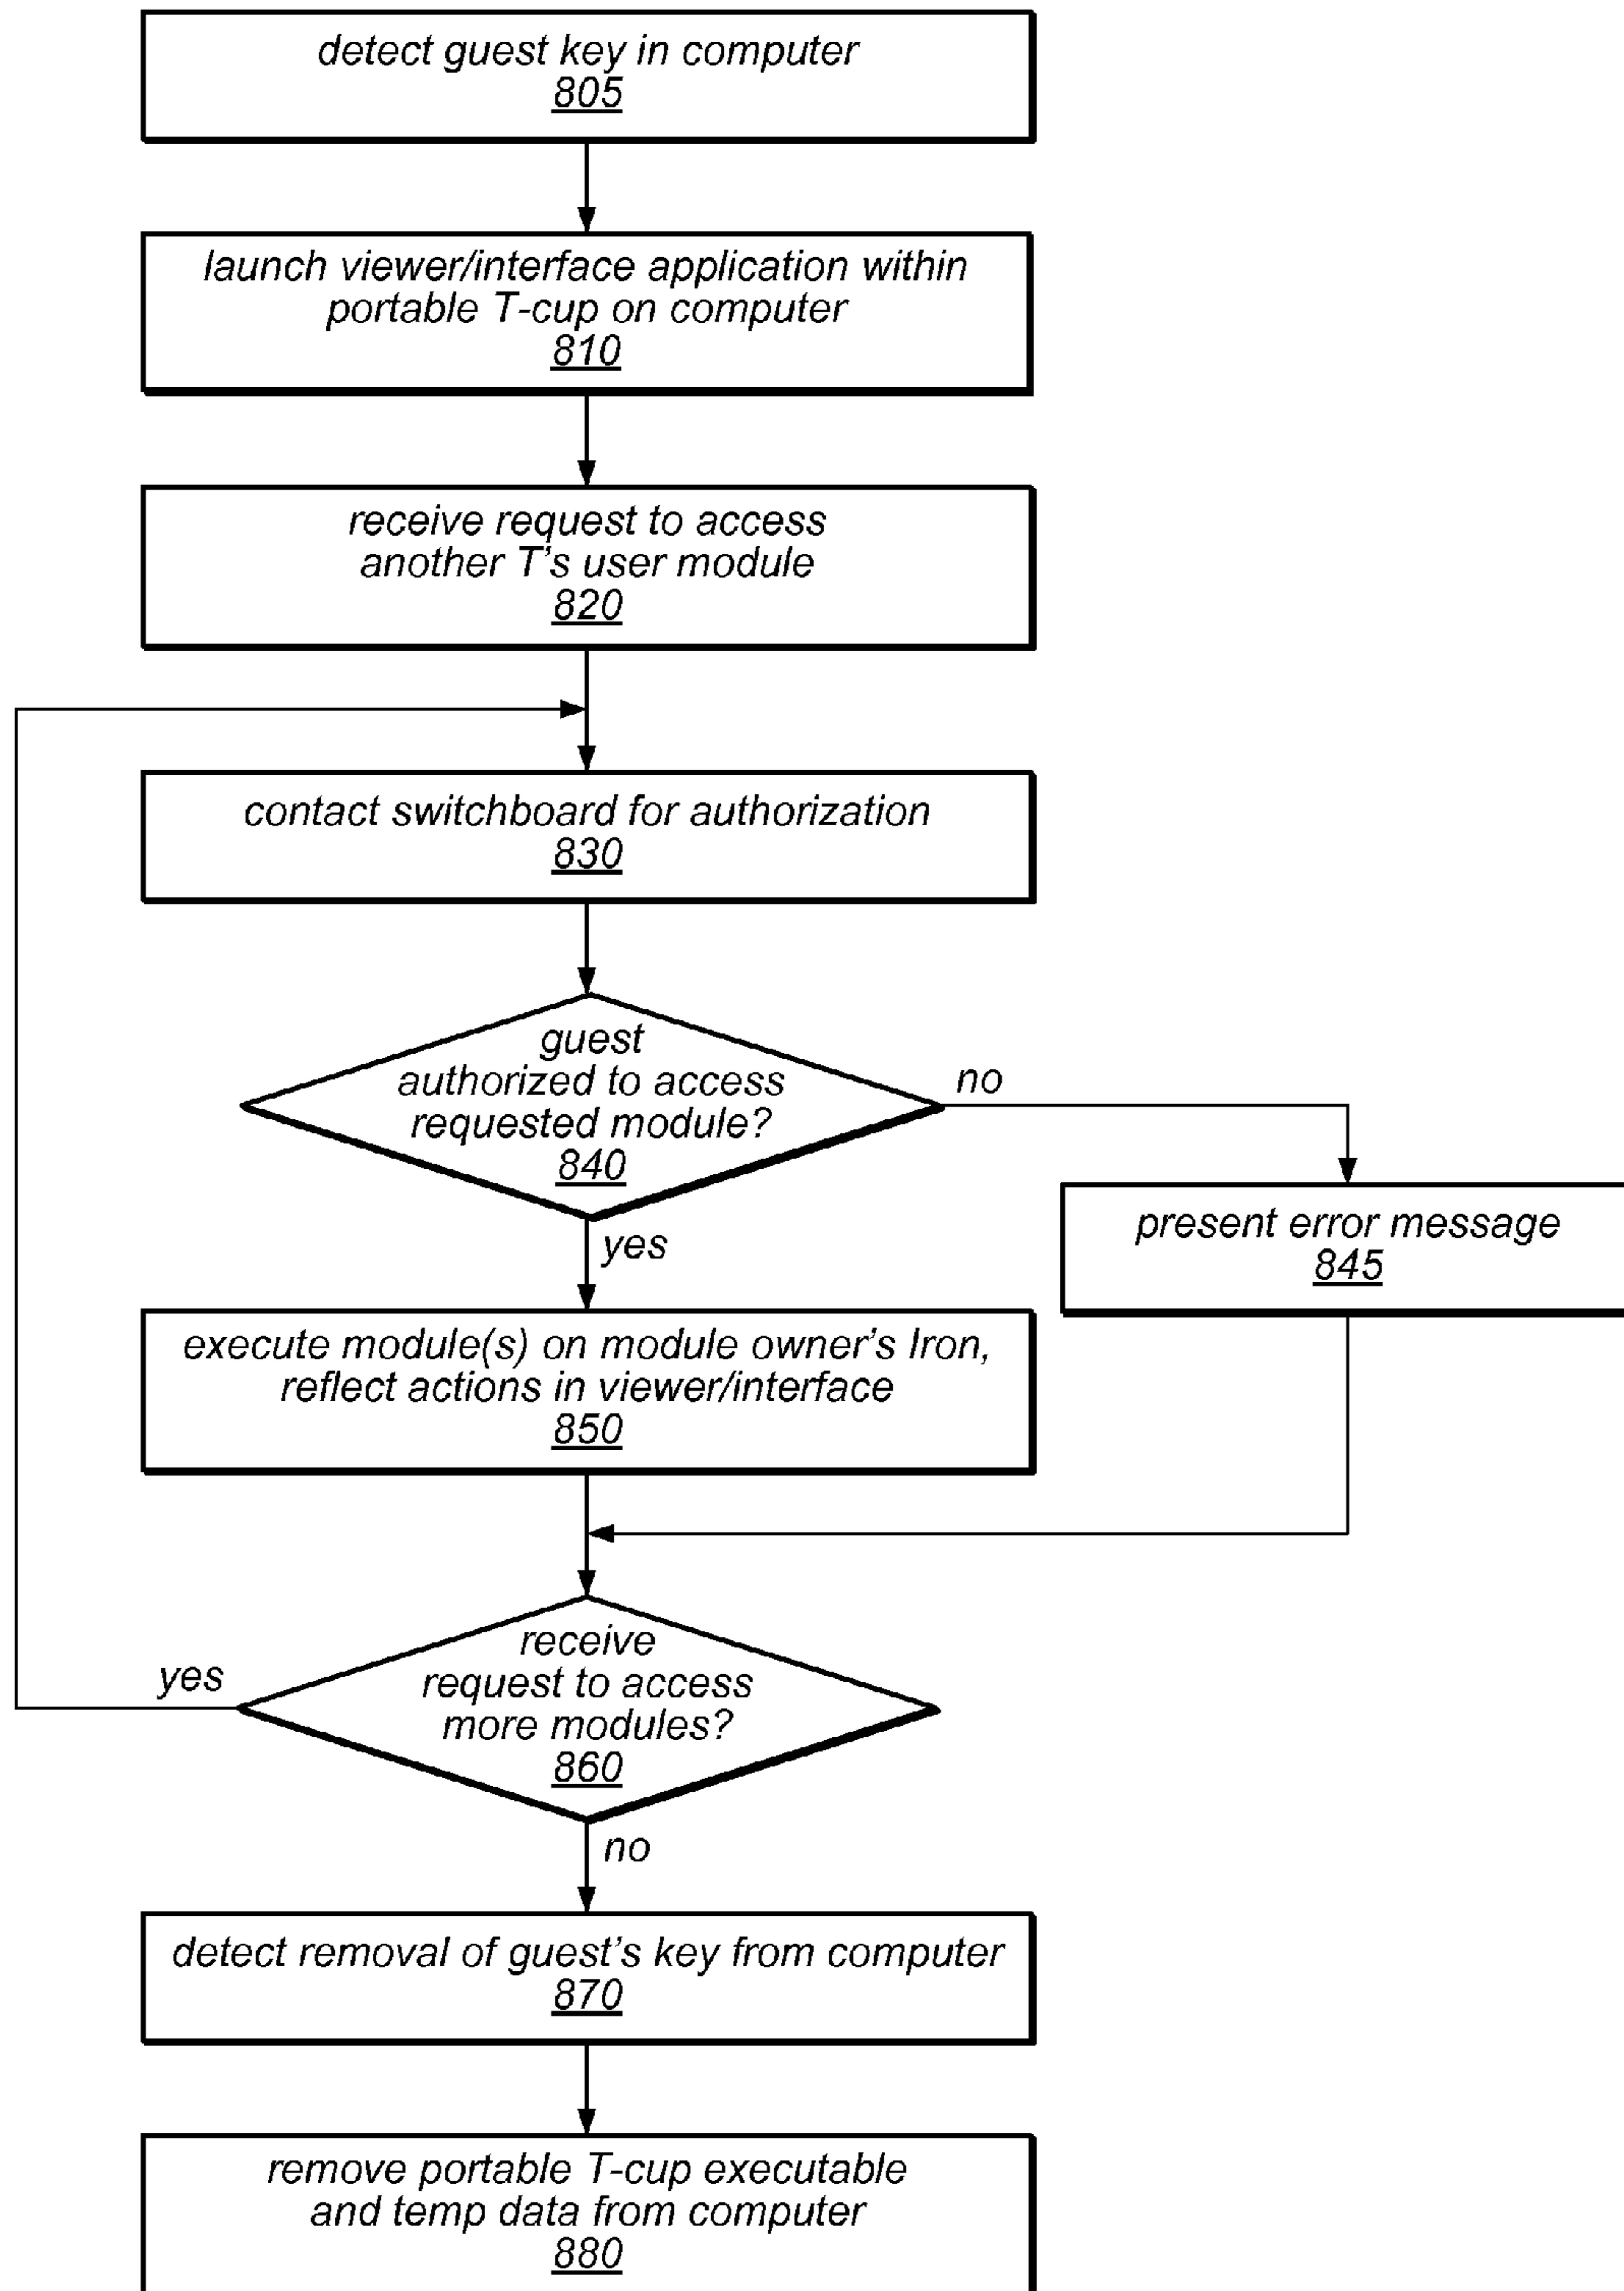 detect guest key in computer
805
launch viewer/interface application within
portable T-cup on computer
810
receive request to access
another T's user module
820
contact switchboard for authorization
830
guest
authorized to access
requested module?
840
no
present error message
845
yes
execute module(s) on module owner's Iron,
reflect actions in viewer/interface
850
receive
request to access
more modules?
860
yes
no
detect removal of guest's key from computer
870
remove portable T-cup executable
and temp data from computer
880